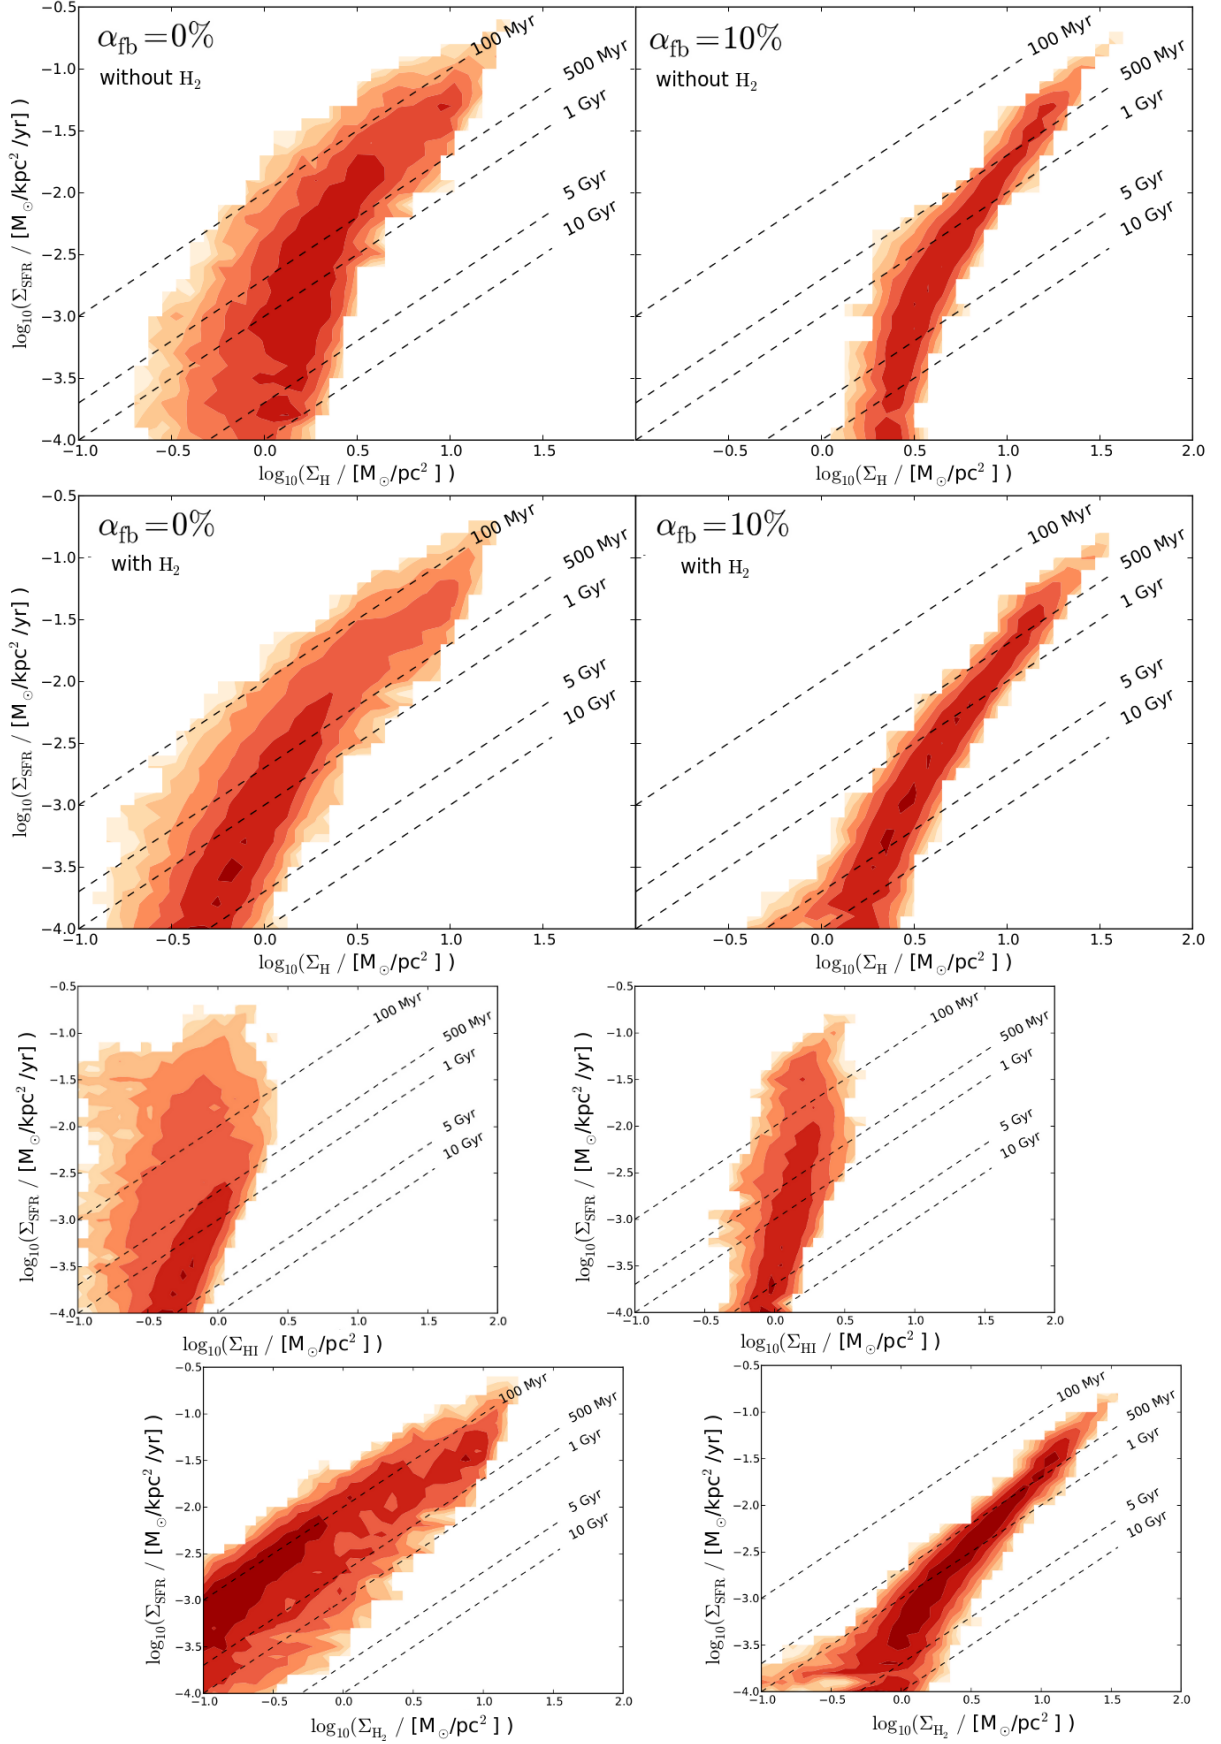 α_fb=0%
without H₂
100 Myr
500 Myr
1 Gyr
5 Gyr
10 Gyr
−0.5
−1.0
−1.5
−2.0
−2.5
−3.0
−3.5
−4.0
log₁₀(Σ_SFR / [M_⊙/kpc² /yr] )
−1.0 −0.5 0.0 0.5 1.0 1.5
log₁₀(Σ_H / [M_⊙/pc² ] )
α_fb=10%
without H₂
100 Myr
500 Myr
1 Gyr
5 Gyr
10 Gyr
−0.5 0.0 0.5 1.0 1.5 2.0
log₁₀(Σ_H / [M_⊙/pc² ] )
α_fb=0%
with H₂
100 Myr
500 Myr
1 Gyr
5 Gyr
10 Gyr
−0.5
−1.0
−1.5
−2.0
−2.5
−3.0
−3.5
−4.0
log₁₀(Σ_SFR / [M_⊙/kpc² /yr] )
−1.0 −0.5 0.0 0.5 1.0 1.5
log₁₀(Σ_H / [M_⊙/pc² ] )
α_fb=10%
with H₂
100 Myr
500 Myr
1 Gyr
5 Gyr
10 Gyr
−0.5 0.0 0.5 1.0 1.5 2.0
log₁₀(Σ_H / [M_⊙/pc² ] )
100 Myr
500 Myr
1 Gyr
5 Gyr
10 Gyr
−0.5
−1.0
−1.5
−2.0
−2.5
−3.0
−3.5
−4.0
log₁₀(Σ_SFR / [M_⊙/kpc² /yr] )
−1.0 −0.5 0.0 0.5 1.0 1.5 2.0
log₁₀(Σ_HI / [M_⊙/pc² ] )
100 Myr
500 Myr
1 Gyr
5 Gyr
10 Gyr
−0.5
−1.0
−1.5
−2.0
−2.5
−3.0
−3.5
−4.0
log₁₀(Σ_SFR / [M_⊙/kpc² /yr] )
−1.0 −0.5 0.0 0.5 1.0 1.5 2.0
log₁₀(Σ_HI / [M_⊙/pc² ] )
100 Myr
500 Myr
1 Gyr
5 Gyr
10 Gyr
−0.5
−1.0
−1.5
−2.0
−2.5
−3.0
−3.5
−4.0
log₁₀(Σ_SFR / [M_⊙/kpc² /yr] )
−1.0 −0.5 0.0 0.5 1.0 1.5 2.0
log₁₀(Σ_H₂ / [M_⊙/pc² ] )
100 Myr
500 Myr
1 Gyr
5 Gyr
10 Gyr
−0.5
−1.0
−1.5
−2.0
−2.5
−3.0
−3.5
−4.0
log₁₀(Σ_SFR / [M_⊙/kpc² /yr] )
−1.0 −0.5 0.0 0.5 1.0 1.5 2.0
log₁₀(Σ_H₂ / [M_⊙/pc² ] )